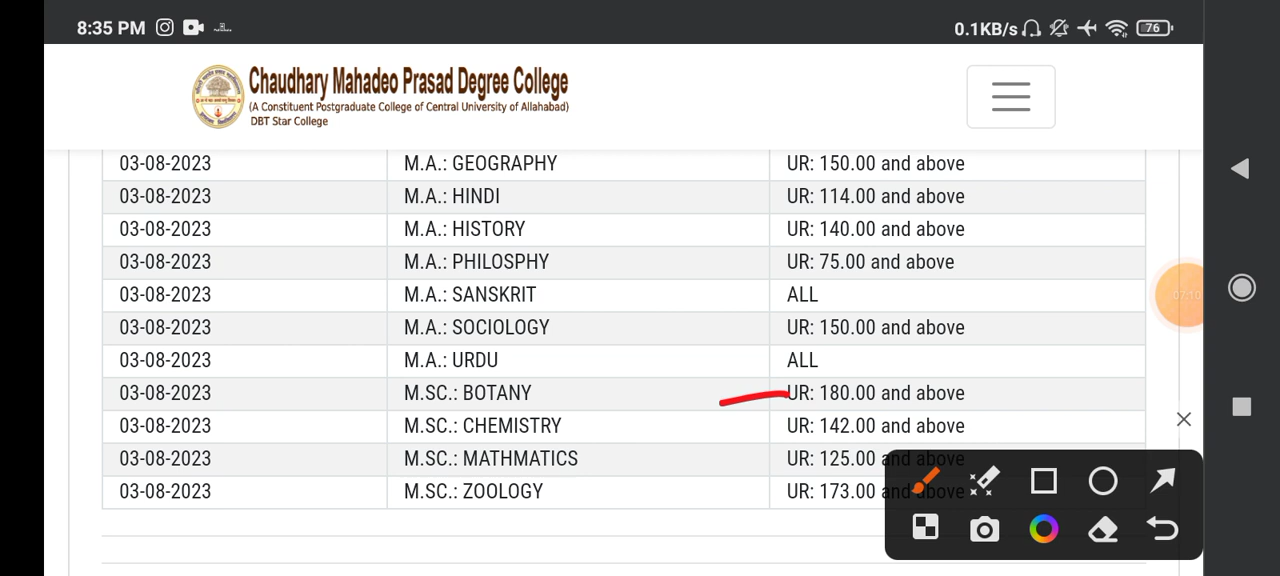 8:35 PM 0.1KB/s 76
Chaudhary Mahadeo Prasad Degree College
(A Constituent Postgraduate College of Central University of Allahabad)
DBT Star College
03-08-2023 M.A.: GEOGRAPHY UR: 150.00 and above
03-08-2023 M.A.: HINDI UR: 114.00 and above
03-08-2023 M.A.: HISTORY UR: 140.00 and above
03-08-2023 M.A.: PHILOSPHY UR: 75.00 and above
03-08-2023 M.A.: SANSKRIT ALL
03-08-2023 M.A.: SOCIOLOGY UR: 150.00 and above
03-08-2023 M.A.: URDU ALL
03-08-2023 M.SC.: BOTANY UR: 180.00 and above
03-08-2023 M.SC.: CHEMISTRY UR: 142.00 and above
03-08-2023 M.SC.: MATHMATICS UR: 125.00 and above
03-08-2023 M.SC.: ZOOLOGY UR: 173.00 and above
07:10